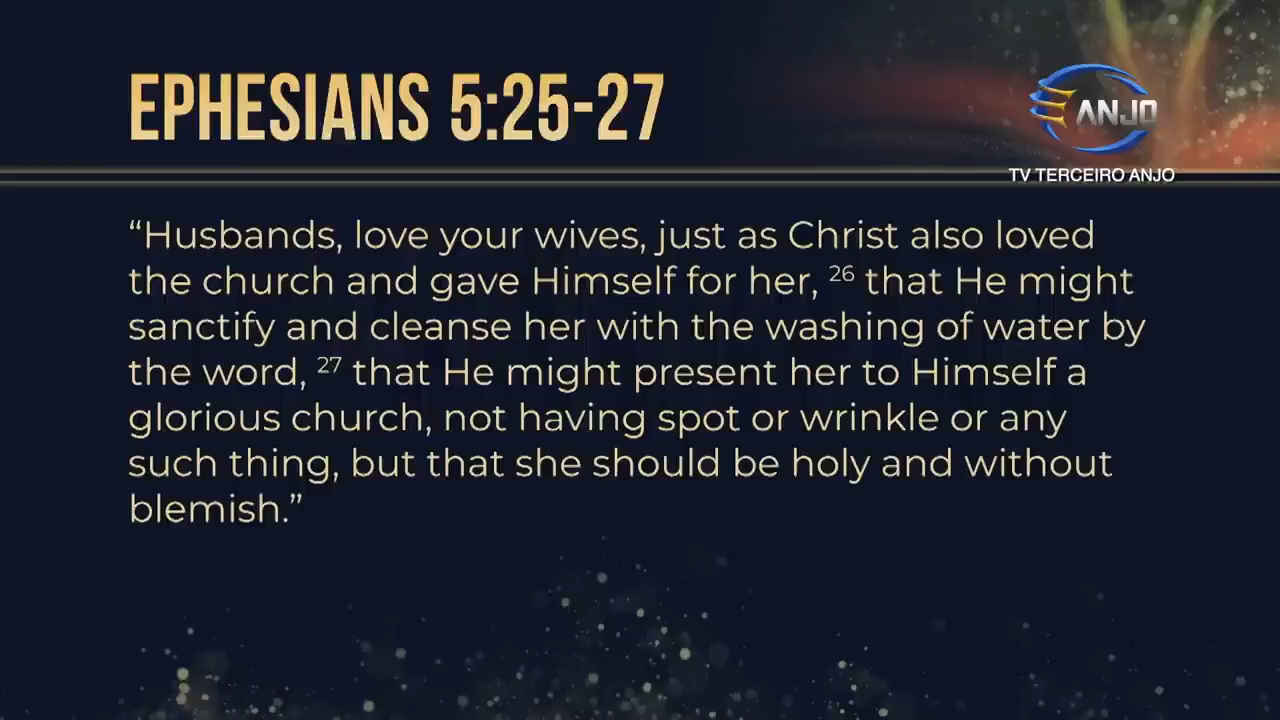 EPHESIANS 5:25-27
ANJO
TV TERCEIRO ANJO
“Husbands, love your wives, just as Christ also loved
the church and gave Himself for her, 26 that He might
sanctify and cleanse her with the washing of water by
the word, 27 that He might present her to Himself a
glorious church, not having spot or wrinkle or any
such thing, but that she should be holy and without
blemish.”